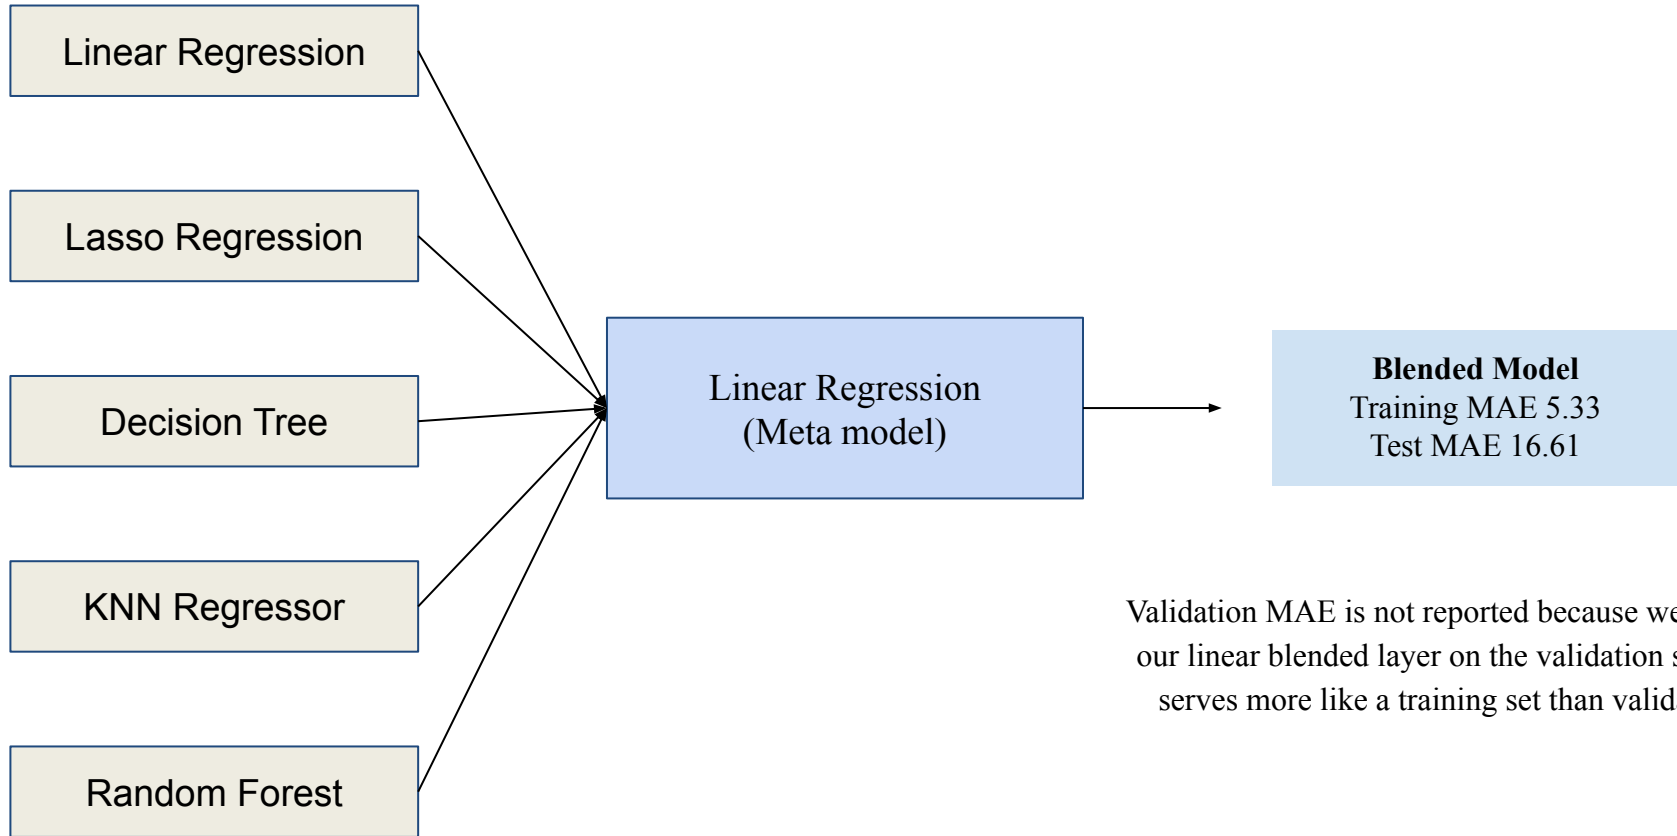 Linear Regression
Lasso Regression
Decision Tree
KNN Regressor
Random Forest
Linear Regression
(Meta model)
Blended Model
Training MAE 5.33
Test MAE 16.61
Validation MAE is not reported because we
our linear blended layer on the validation
serves more like a training set than